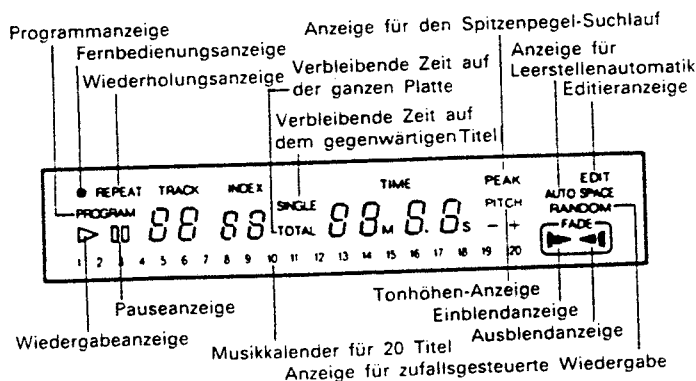 Anzeige für den Spitzenpegel-Suchlauf
Programmanzeige
Fernbedienungsanzeige
Wiederholungsanzeige
Verbleibende Zeit auf
der ganzen Platte
Verbleibende Zeit auf
dem gegenwärtigen Titel
Anzeige für
Leerstellenautomatik
Editieranzeige
REPEAT TRACK INDEX TIME PEAK EDIT
SINGLE PITCH AUTO SPACE
PROGRAM RANDOM
88 88 TOTAL 88M 8.8S - + FADE
1 2 3 4 5 6 7 8 9 10 11 12 13 14 15 16 17 18 19 20
Pauseanzeige
Wiedergabeanzeige
Musikkalender für 20 Titel
Tonhöhen-Anzeige
Einblendanzeige
Ausblendanzeige
Anzeige für zufallsgesteuerte Wiedergabe